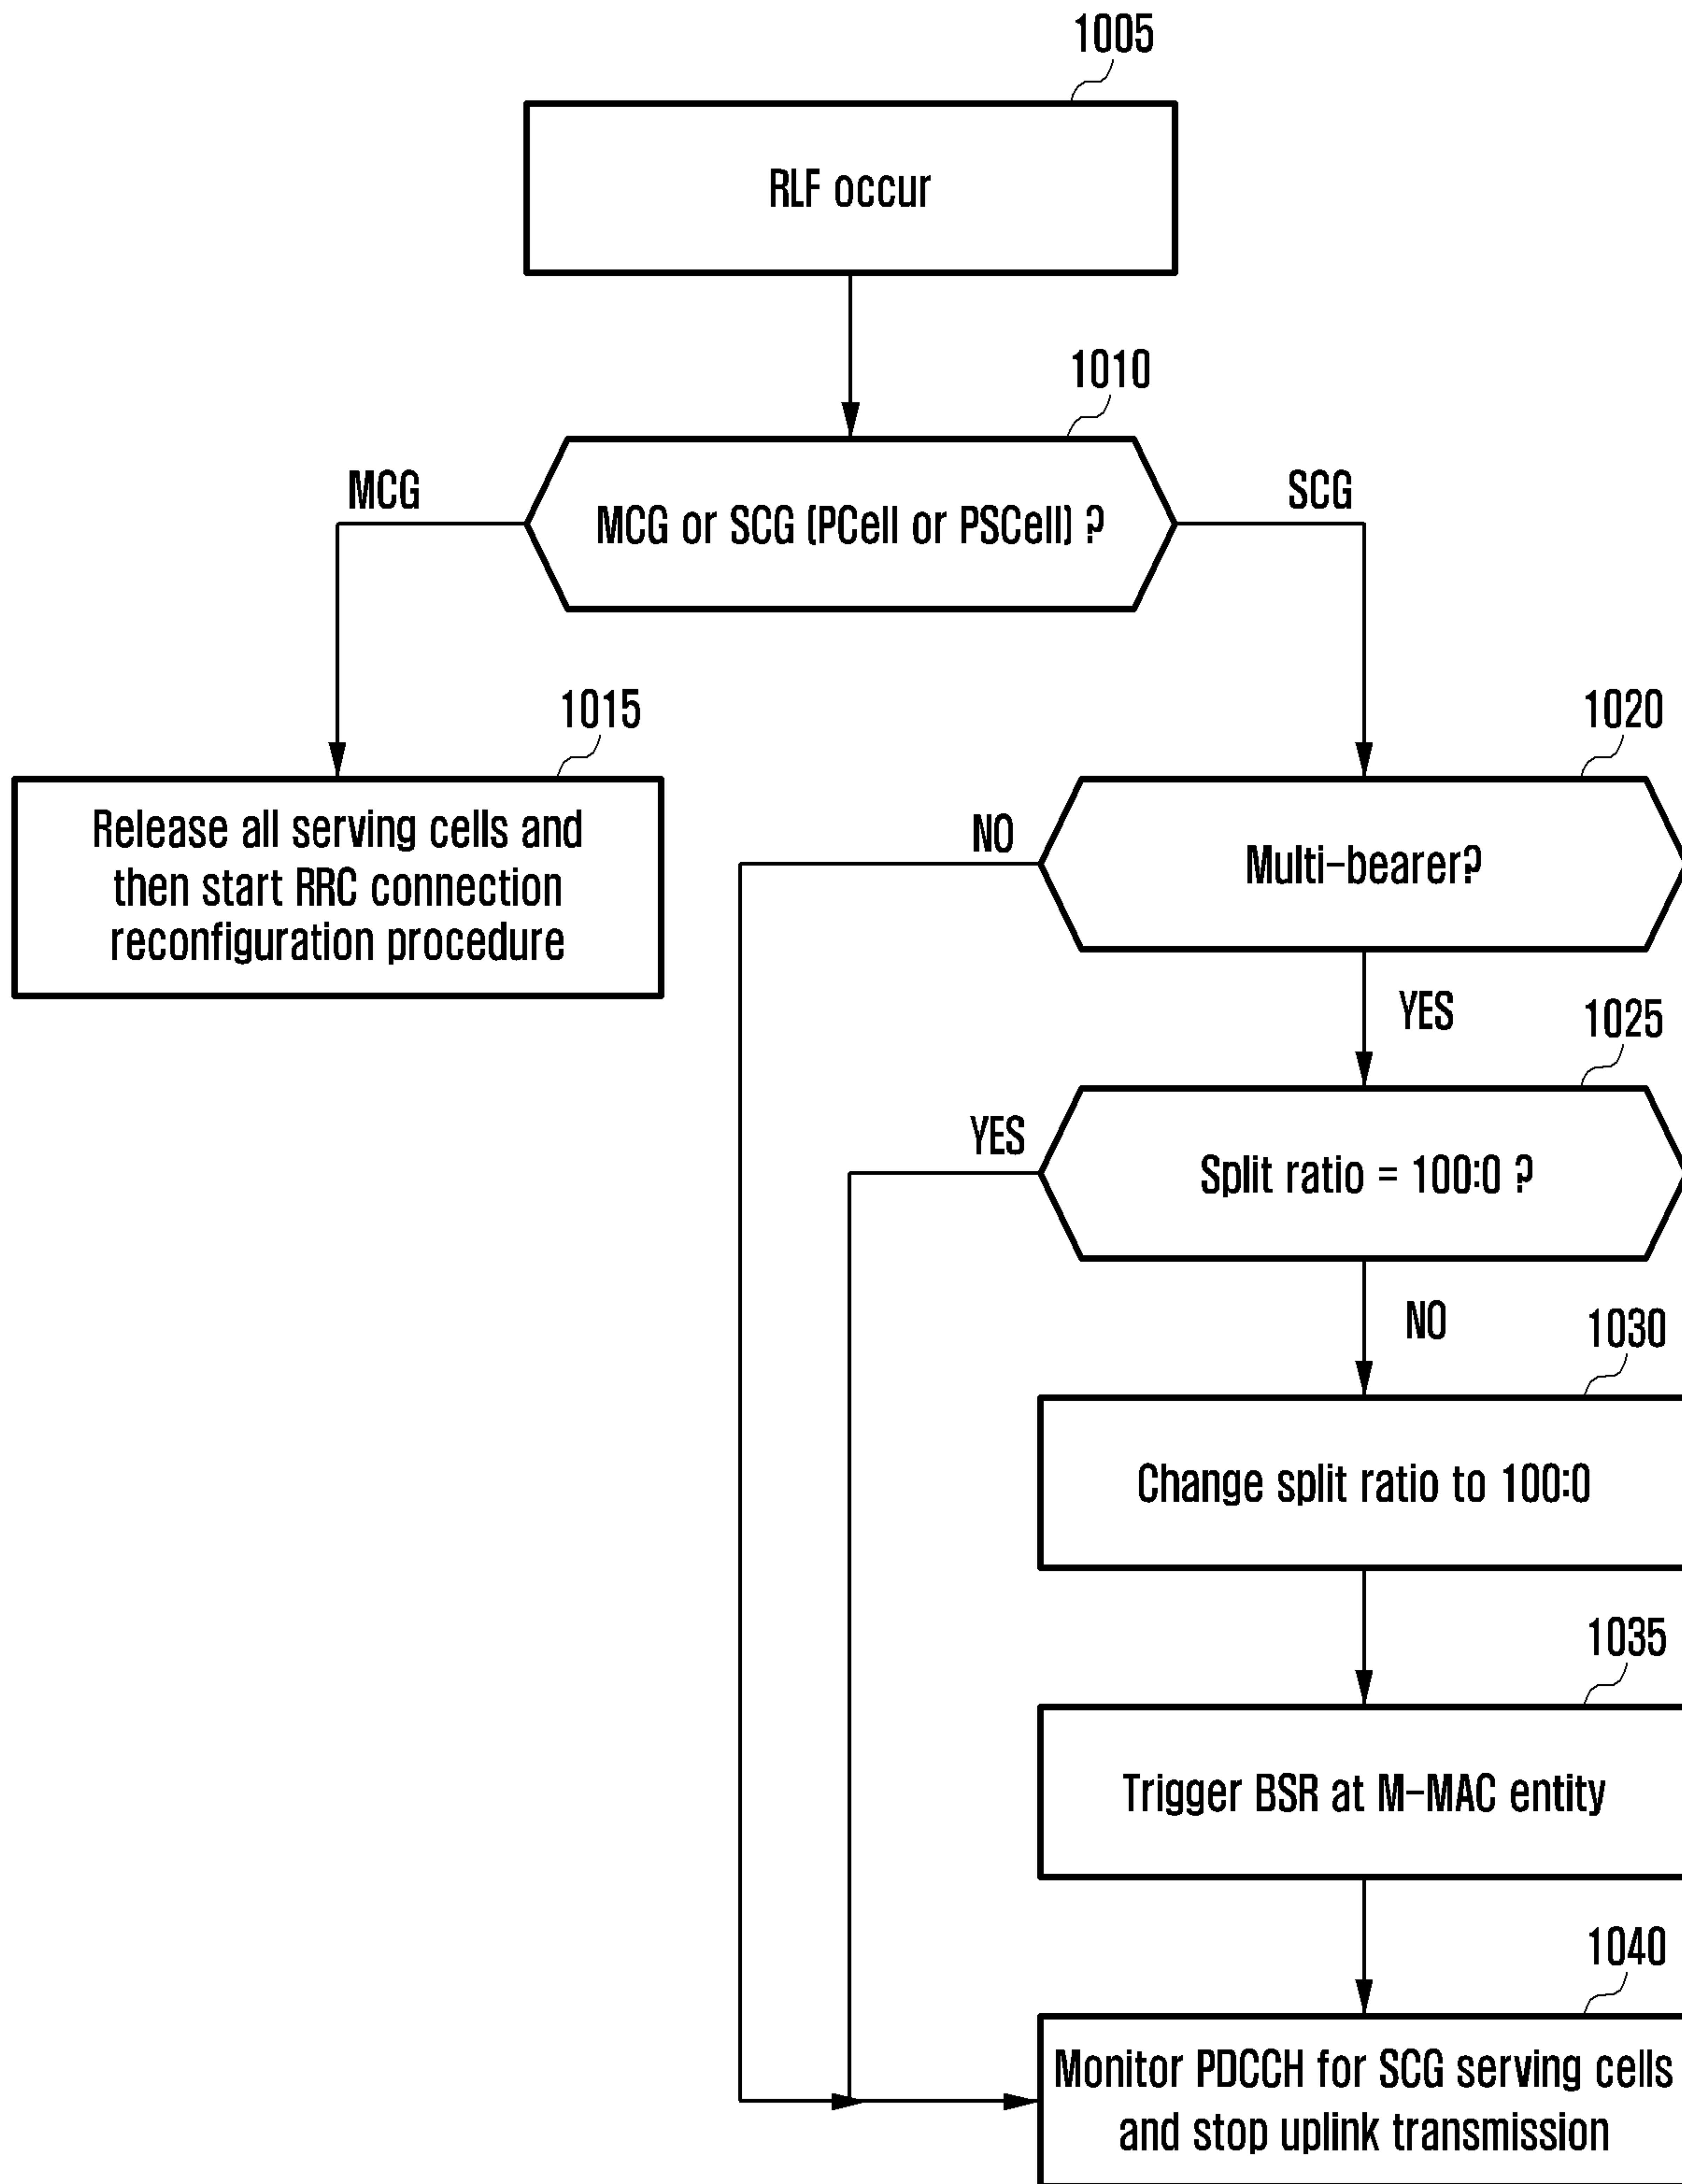 1005
RLF occur
1010
MCG
MCG or SCG (PCell or PSCell) ?
SCG
1015
Release all serving cells and
then start RRC connection
reconfiguration procedure
1020
NO
Multi-bearer?
YES
1025
YES
Split ratio = 100:0 ?
NO
1030
Change split ratio to 100:0
1035
Trigger BSR at M-MAC entity
1040
Monitor PDCCH for SCG serving cells
and stop uplink transmission